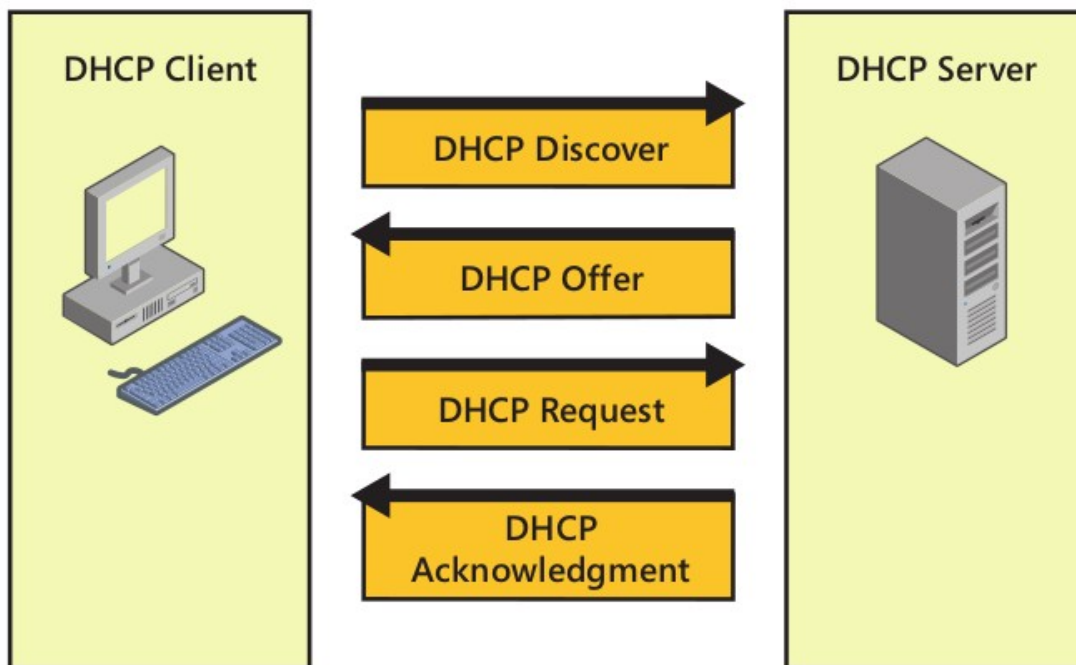 DHCP Client
DHCP Server
DHCP Discover
DHCP Offer
DHCP Request
DHCP
Acknowledgment